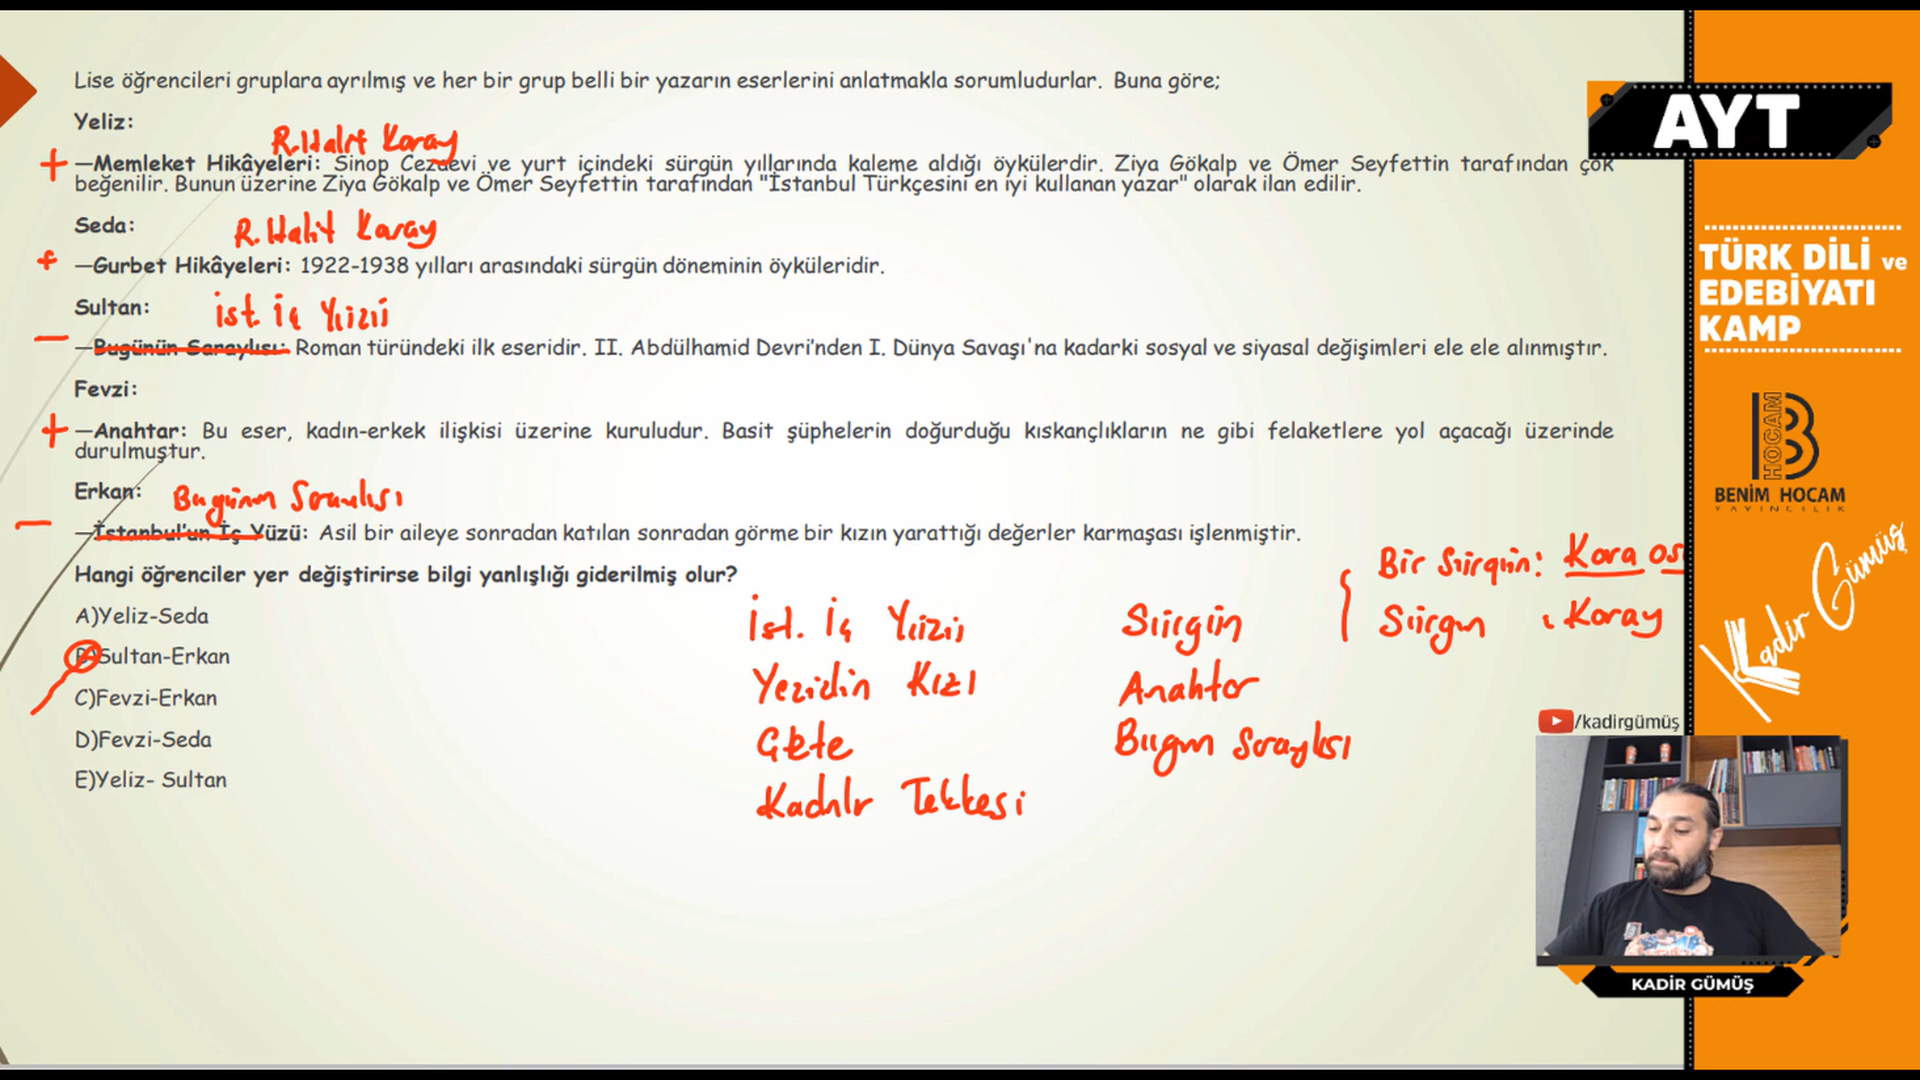 Lise öğrencileri gruplara ayrılmış ve her bir grup belli bir yazarın eserlerini anlatmakla sorumludurlar. Buna göre;
Yeliz:
R. Halit Karay
+ —Memleket Hikâyeleri: Sinop Cezaevi ve yurt içindeki sürgün yıllarında kaleme aldığı öykülerdir. Ziya Gökalp ve Ömer Seyfettin tarafından çok
beğenilir. Bunun üzerine Ziya Gökalp ve Ömer Seyfettin tarafından "İstanbul Türkçesini en iyi kullanan yazar" olarak ilan edilir.
Seda:
R. Halit Karay
+ —Gurbet Hikâyeleri: 1922-1938 yılları arasındaki sürgün döneminin öyküleridir.
Sultan:
İst. İç Yüzü
—Bugünün Saraylısı: Roman türündeki ilk eseridir. II. Abdülhamid Devri'nden I. Dünya Savaşı'na kadarki sosyal ve siyasal değişimleri ele ele alınmıştır.
Fevzi:
+ —Anahtar: Bu eser, kadın-erkek ilişkisi üzerine kuruludur. Basit şüphelerin doğurduğu kıskançlıkların ne gibi felaketlere yol açacağı üzerinde
durulmuştur.
Erkan:
Bugünün Saraylısı
—İstanbul'un İç Yüzü: Asil bir aileye sonradan katılan sonradan görme bir kızın yarattığı değerler karmaşası işlenmiştir.
Hangi öğrenciler yer değiştirirse bilgi yanlışlığı giderilmiş olur?
A)Yeliz-Seda
B)Sultan-Erkan
C)Fevzi-Erkan
D)Fevzi-Seda
E)Yeliz- Sultan
İst. İç Yüzü
Yezidin Kızı
Çete
Kadınlar Tekkesi
Sürgün
Anahtar
Bugün Saraylısı
Bir Sürgün: Kara os
Sürgün : Karay
AYT
TÜRK DİLİ ve
EDEBİYATI
KAMP
HOCAM
BENİM HOCAM
YAYINCILIK
Kadir Gümüş
/kadirgümüş
KADİR GÜMÜŞ